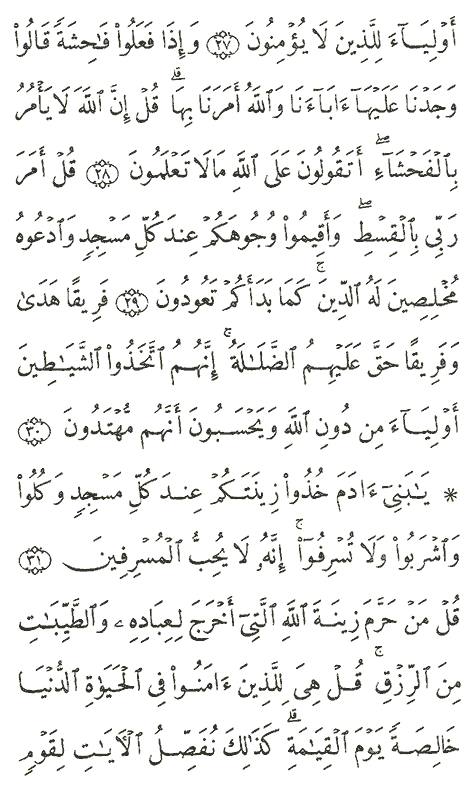 أَوْلِيَآءَ لِلَّذِينَ لَا يُؤْمِنُونَ ٢٧ وَإِذَا فَعَلُوا۟ فَٰحِشَةً قَالُوا۟
وَجَدْنَا عَلَيْهَآ ءَابَآءَنَا وَٱللَّهُ أَمَرَنَا بِهَا ۗ قُلْ إِنَّ ٱللَّهَ لَا يَأْمُرُ
بِٱلْفَحْشَآءِ ۖ أَتَقُولُونَ عَلَى ٱللَّهِ مَا لَا تَعْلَمُونَ ٢٨ قُلْ أَمَرَ
رَبِّى بِٱلْقِسْطِ ۖ وَأَقِيمُوا۟ وُجُوهَكُمْ عِندَ كُلِّ مَسْجِدٍ وَٱدْعُوهُ
مُخْلِصِينَ لَهُ ٱلدِّينَ ۚ كَمَا بَدَأَكُمْ تَعُودُونَ ٢٩ فَرِيقًا هَدَىٰ
وَفَرِيقًا حَقَّ عَلَيْهِمُ ٱلضَّلَٰلَةُ ۚ إِنَّهُمُ ٱتَّخَذُوا۟ ٱلشَّيَٰطِينَ
أَوْلِيَآءَ مِن دُونِ ٱللَّهِ وَيَحْسَبُونَ أَنَّهُم مُّهْتَدُونَ ٣٠
* يَٰبَنِىٓ ءَادَمَ خُذُوا۟ زِينَتَكُمْ عِندَ كُلِّ مَسْجِدٍ وَكُلُوا۟
وَٱشْرَبُوا۟ وَلَا تُسْرِفُوٓا۟ ۚ إِنَّهُۥ لَا يُحِبُّ ٱلْمُسْرِفِينَ ٣١
قُلْ مَنْ حَرَّمَ زِينَةَ ٱللَّهِ ٱلَّتِىٓ أَخْرَجَ لِعِبَادِهِۦ وَٱلطَّيِّبَٰتِ
مِنَ ٱلرِّزْقِ ۚ قُلْ هِىَ لِلَّذِينَ ءَامَنُوا۟ فِى ٱلْحَيَوٰةِ ٱلدُّنْيَا
خَالِصَةً يَوْمَ ٱلْقِيَٰمَةِ ۗ كَذَٰلِكَ نُفَصِّلُ ٱلْـَٔايَٰتِ لِقَوْمٍ